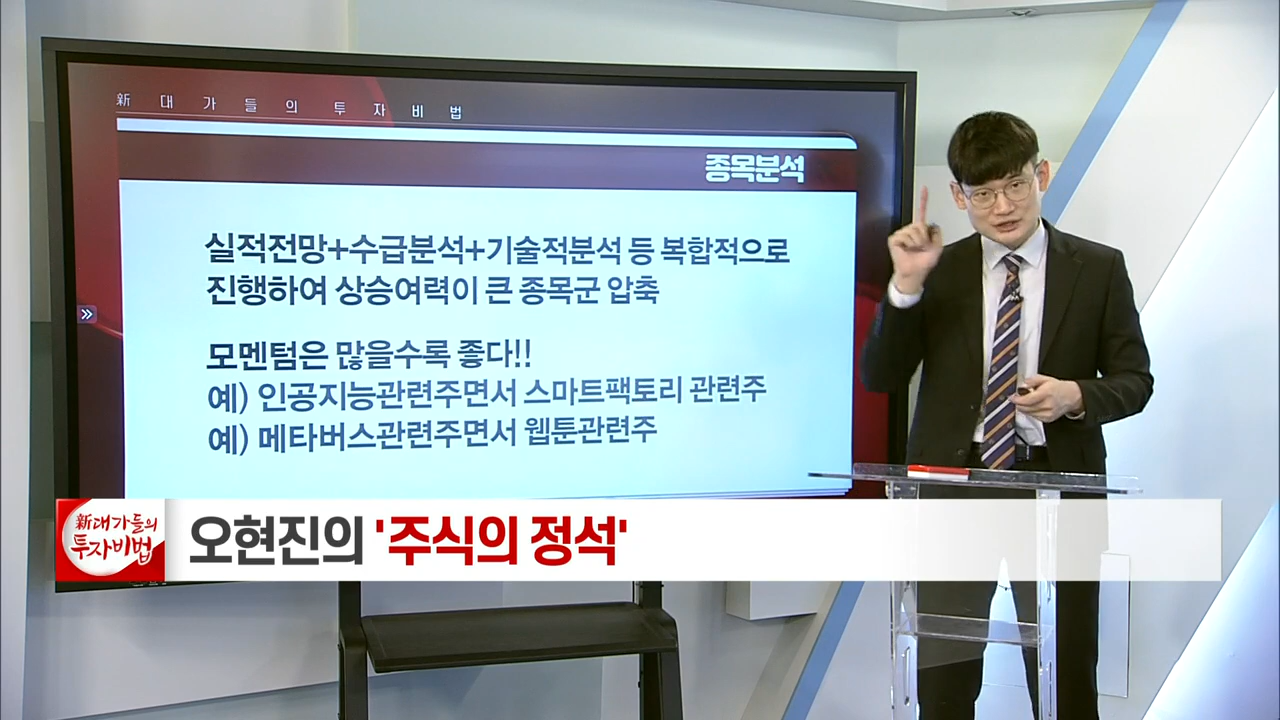 新 대 가 들 의 투 자 비 법
종목분석
실적전망+수급분석+기술적분석 등 복합적으로
진행하여 상승여력이 큰 종목군 압축
모멘텀은 많을수록 좋다!!
예) 인공지능관련주면서 스마트팩토리 관련주
예) 메타버스관련주면서 웹툰관련주
新대가들의
투자비법
오현진의 '주식의 정석'